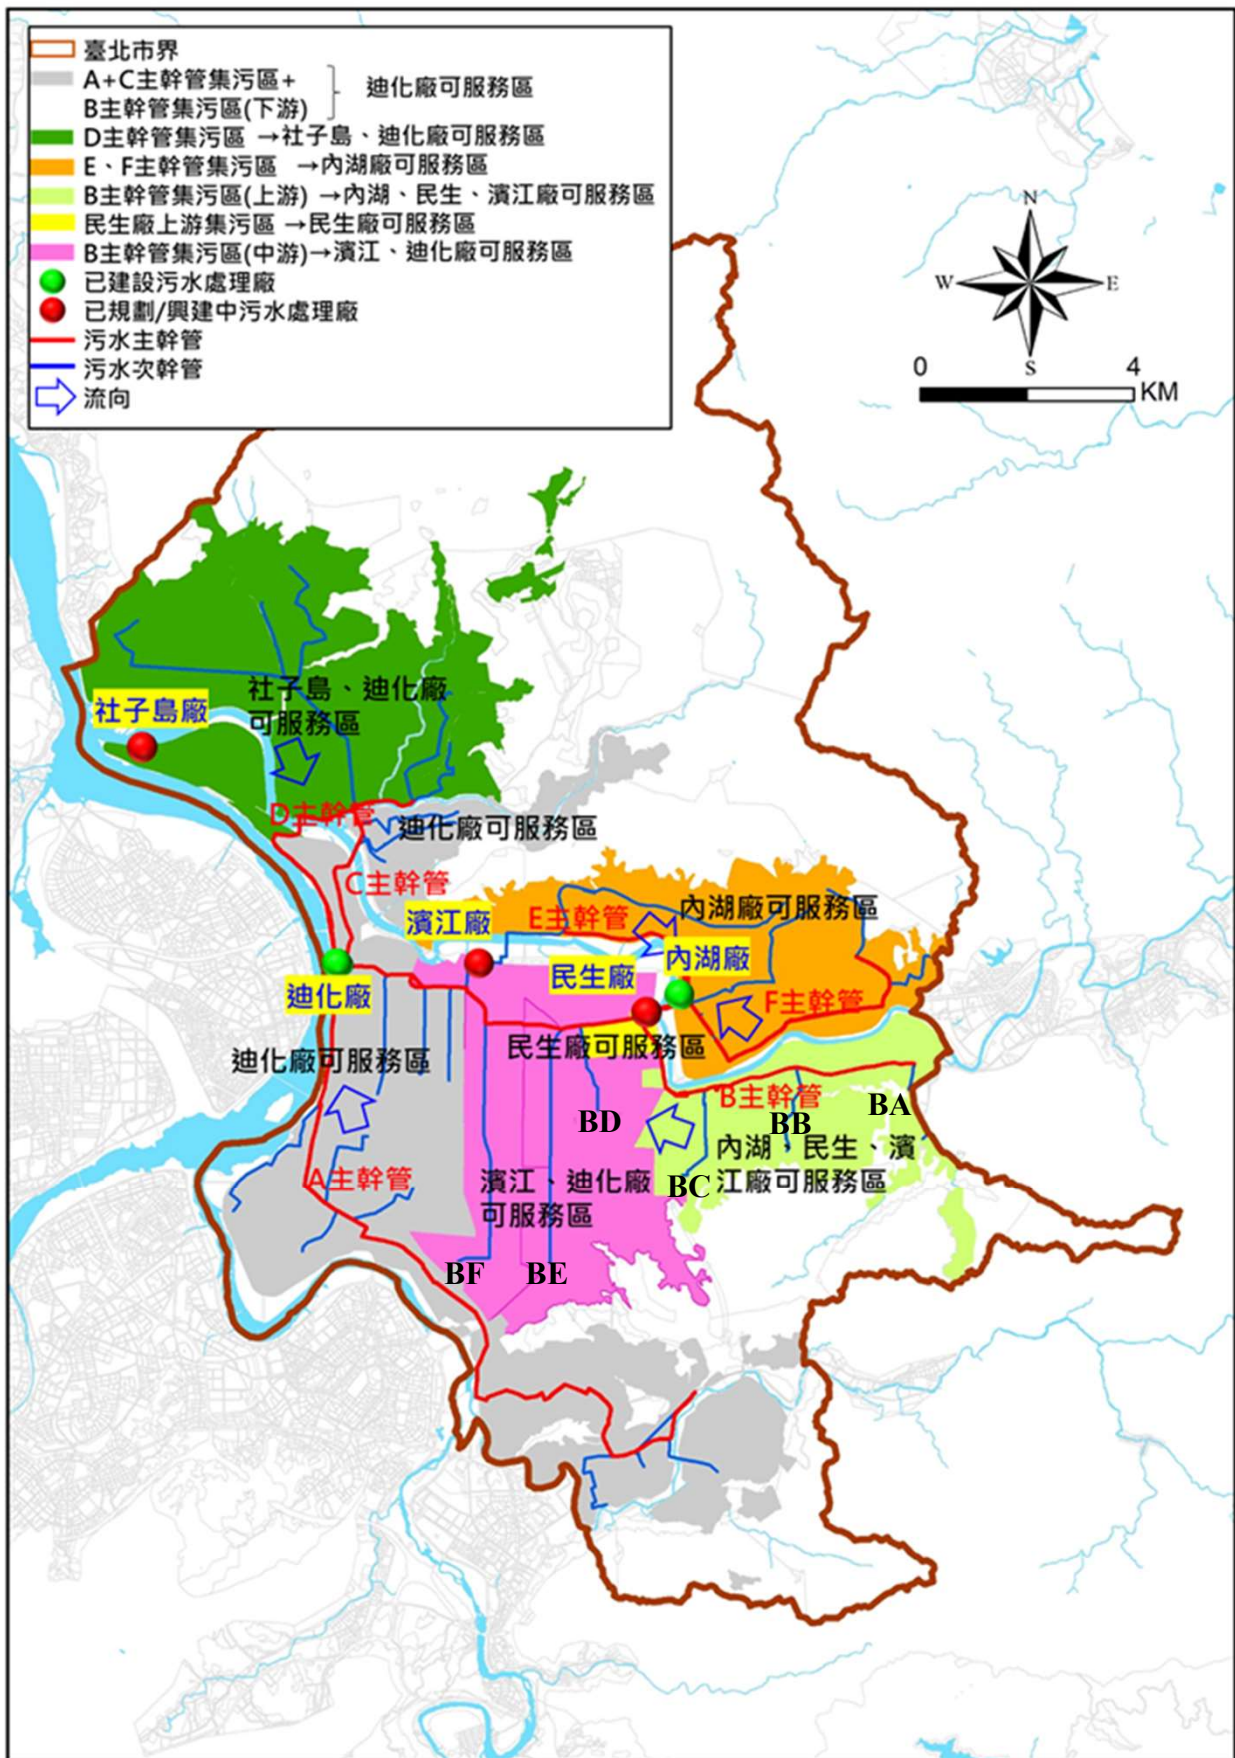 臺北市界
A+C主幹管集污區+
B主幹管集污區(下游)
迪化廠可服務區
D主幹管集污區 →社子島、迪化廠可服務區
E、F主幹管集污區 →內湖廠可服務區
B主幹管集污區(上游) →內湖、民生、濱江廠可服務區
民生廠上游集污區 →民生廠可服務區
B主幹管集污區(中游)→濱江、迪化廠可服務區
已建設污水處理廠
已規劃/興建中污水處理廠
污水主幹管
污水次幹管
流向
N
W
E
S
0
4
KM
社子島廠
社子島、迪化廠
可服務區
D主幹管
迪化廠可服務區
C主幹管
濱江廠
E主幹管
內湖廠可服務區
民生廠
內湖廠
迪化廠
F主幹管
民生廠可服務區
迪化廠可服務區
B主幹管
BA
BB
BD
內湖、民生、濱
江廠可服務區
A主幹管
濱江、迪化廠
可服務區
BC
BF
BE